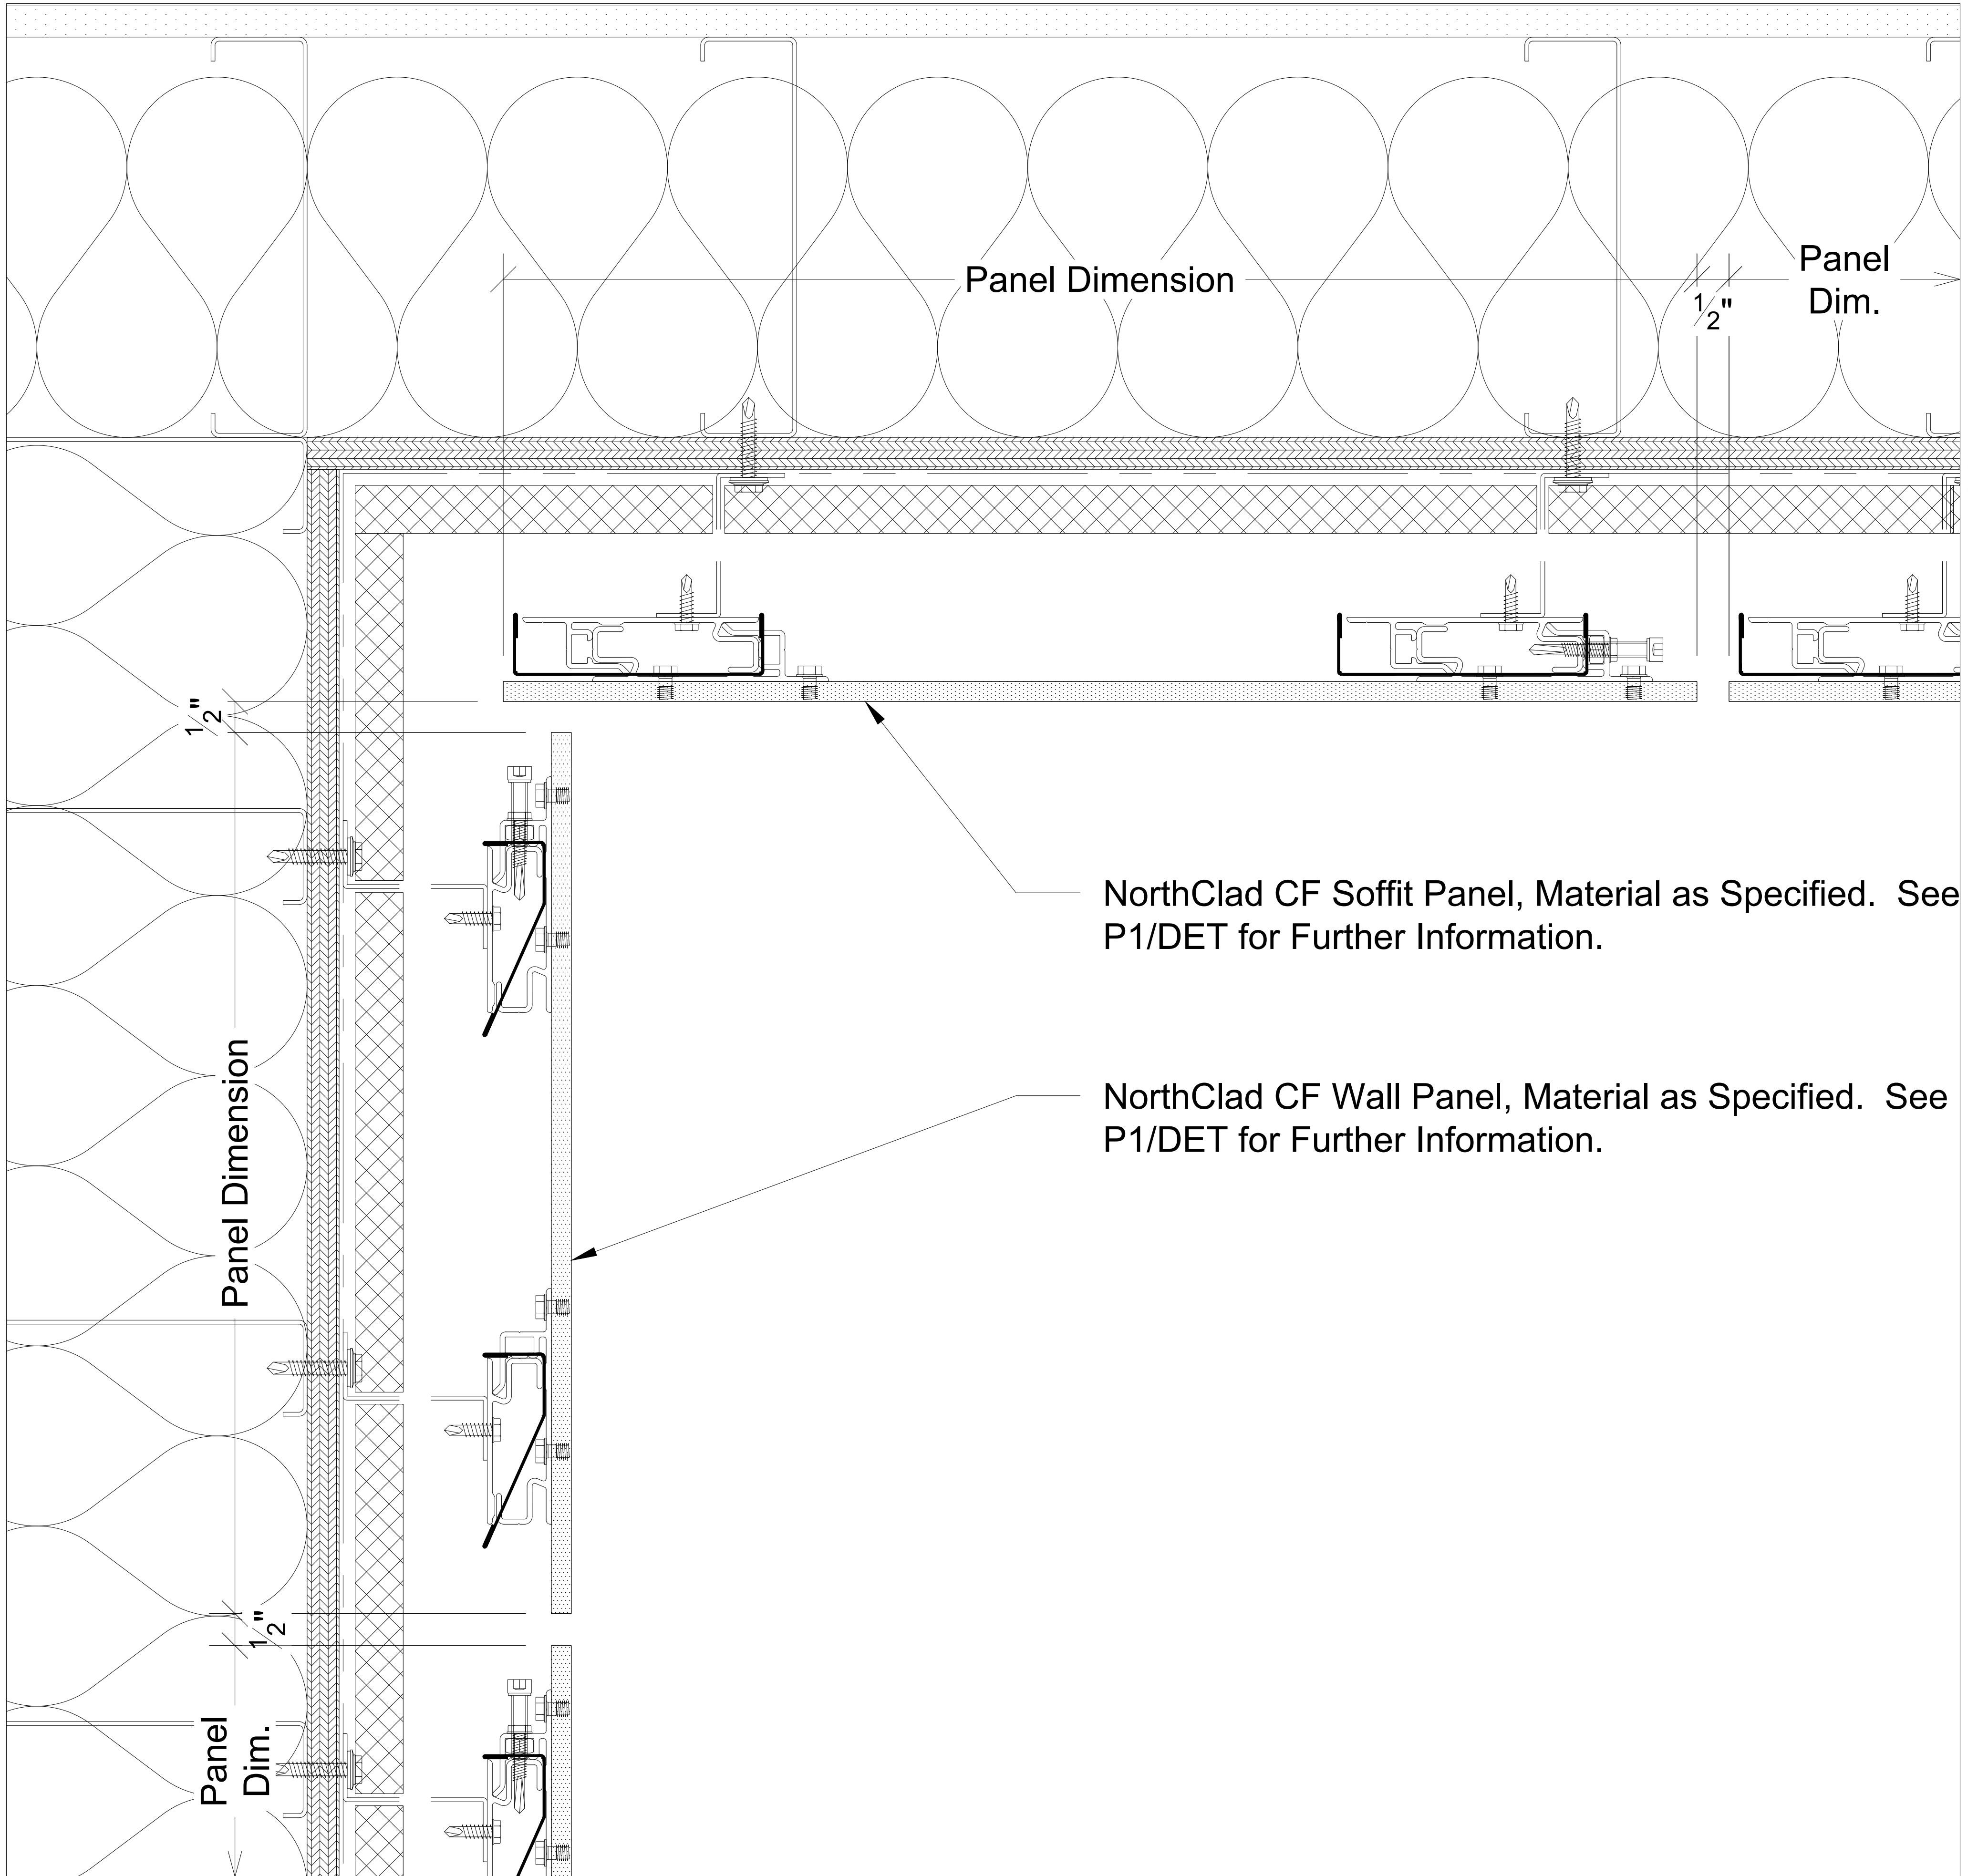 Panel Dimension
1/2"
Panel
Dim.
1/2"
NorthClad CF Soffit Panel, Material as Specified.  See
P1/DET for Further Information.
Panel Dimension
NorthClad CF Wall Panel, Material as Specified.  See
P1/DET for Further Information.
1/2"
Panel
Dim.